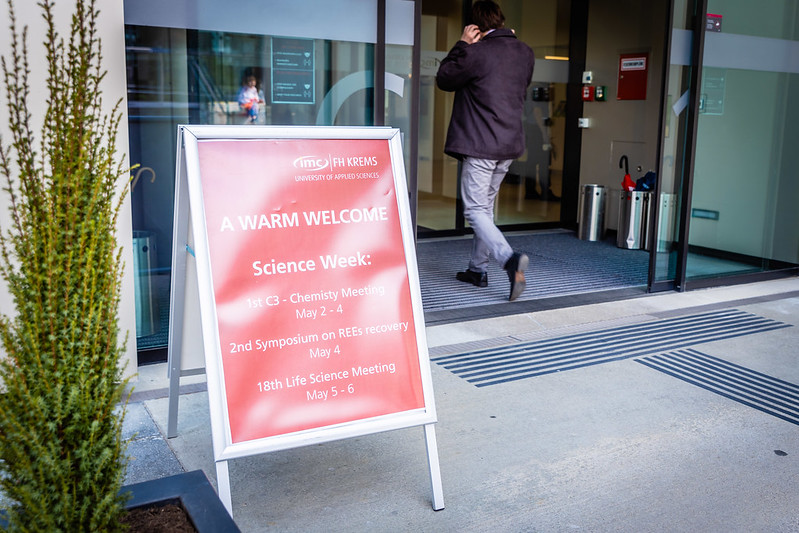 imc FH KREMS
UNIVERSITY OF APPLIED SCIENCES
A WARM WELCOME
Science Week:
1st C3 - Chemisty Meeting
May 2 - 4
2nd Symposium on REEs recovery
May 4
18th Life Science Meeting
May 5 - 6